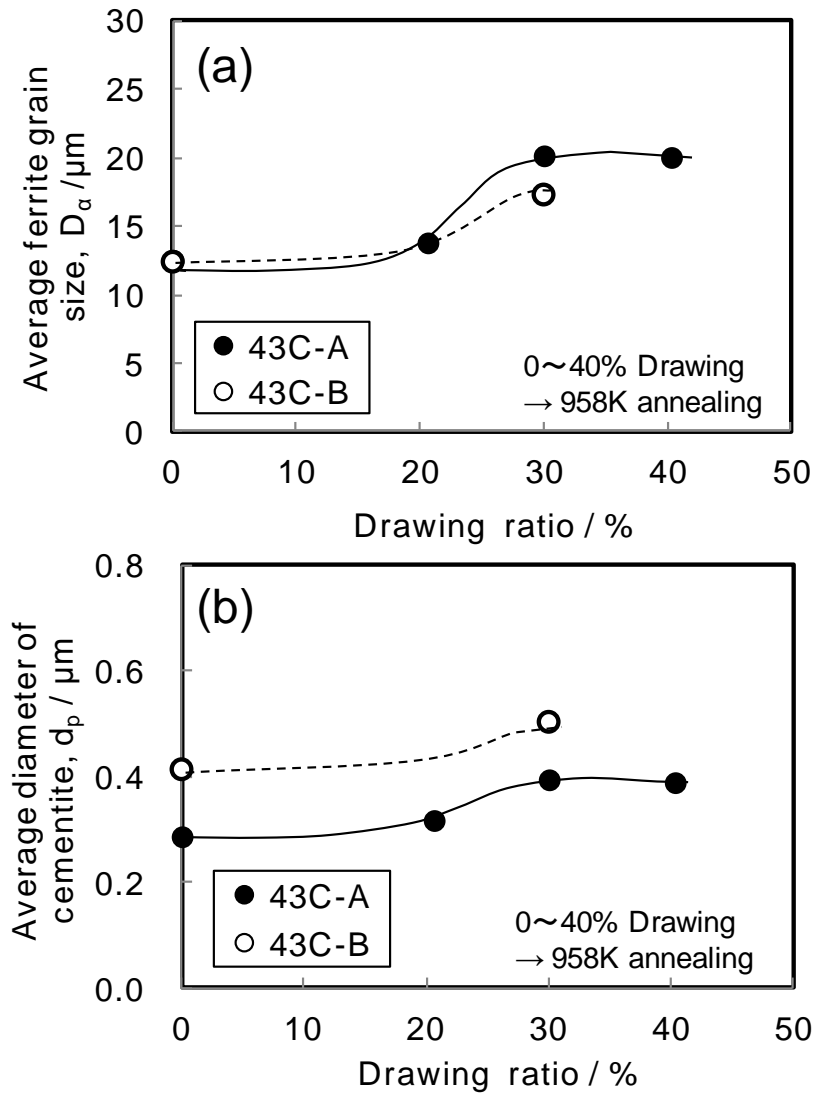 (a)
Average ferrite grain
size, Dα /μm
30
25
20
15
10
5
0
43C-A
43C-B
0～40% Drawing
→ 958K annealing
0 10 20 30 40 50
Drawing ratio / %
(b)
Average diameter of
cementite, dp / μm
0.8
0.6
0.4
0.2
0.0
43C-A
43C-B
0～40% Drawing
→ 958K annealing
0 10 20 30 40 50
Drawing ratio / %